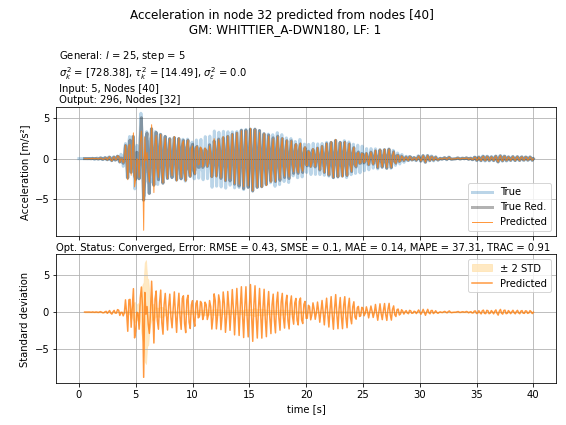 Acceleration in node 32 predicted from nodes [40]
GM: WHITTIER_A-DWN180, LF: 1
General: l = 25, step = 5
σ²ₖ = [728.38], τ²ₖ = [14.49], σ²ₑ = 0.0
Input: 5, Nodes [40]
Output: 296, Nodes [32]
Acceleration [m/s²]
5
0
−5
True
True Red.
Predicted
Opt. Status: Converged, Error: RMSE = 0.43, SMSE = 0.1, MAE = 0.14, MAPE = 37.31, TRAC = 0.91
Standard deviation
5
0
−5
± 2 STD
Predicted
0 5 10 15 20 25 30 35 40
time [s]